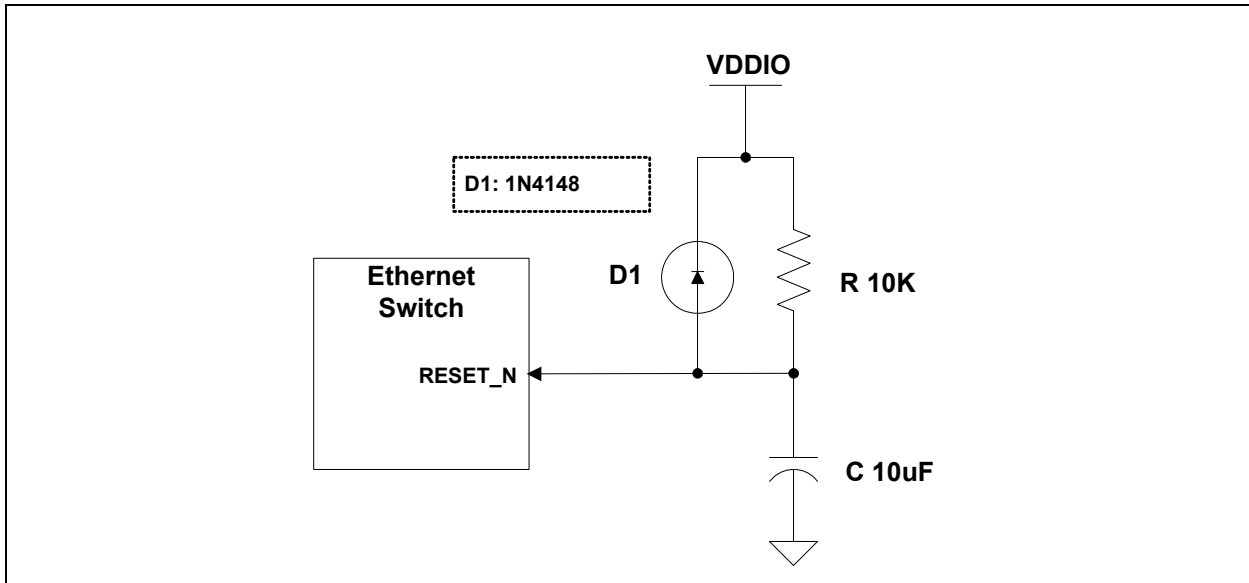 VDDIO
D1: 1N4148
Ethernet
Switch
D1
R 10K
RESET_N
C 10uF